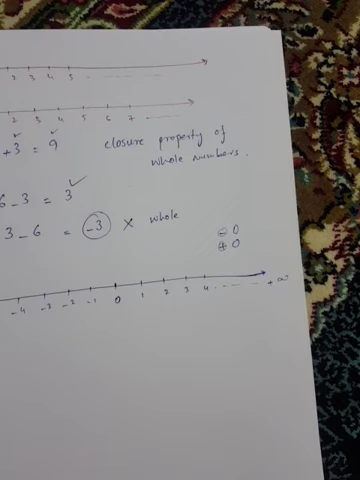 2 3 4 5 ........
2 3 4 5 6 7 ........
+ 3 = 9 closure property of
whole numbers.
6 - 3 = 3
3 - 6 = -3 × whole
- 0
+ 0
-4 -3 -2 -1 0 1 2 3 4 ........ + ∞